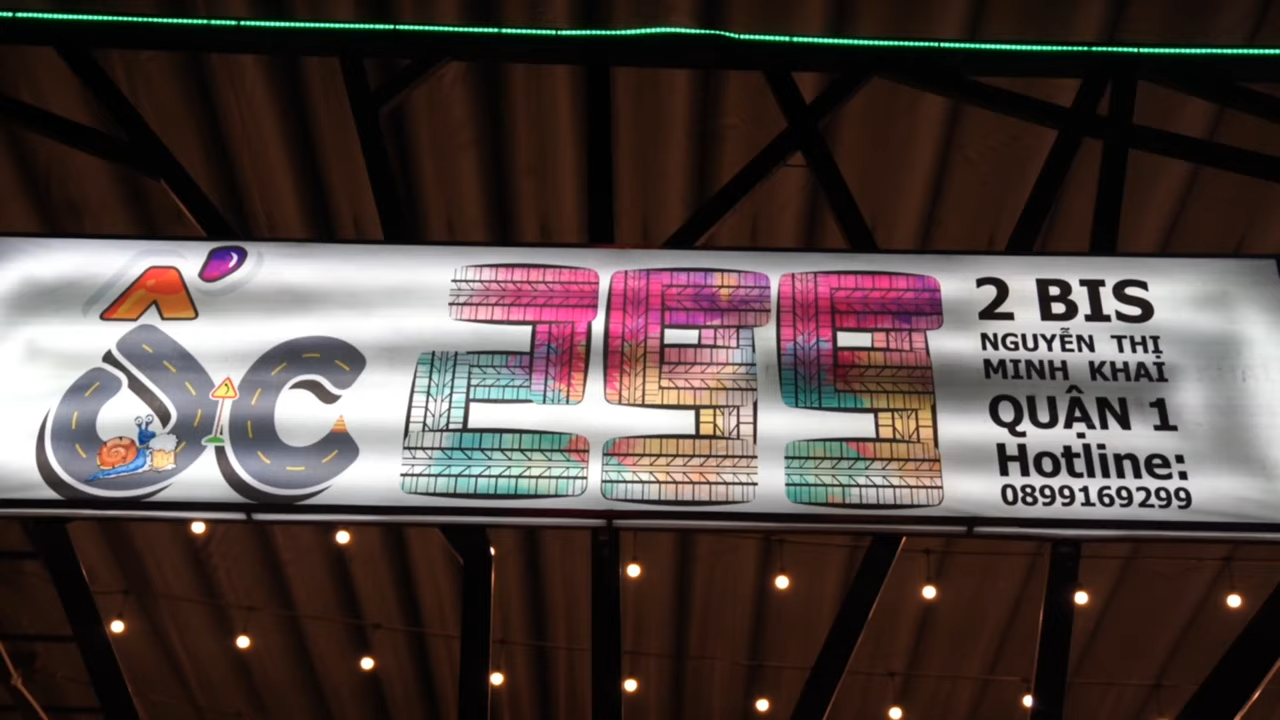 ỐC 299
2 BIS
NGUYỄN THỊ
MINH KHAI
QUẬN 1
Hotline:
0899169299